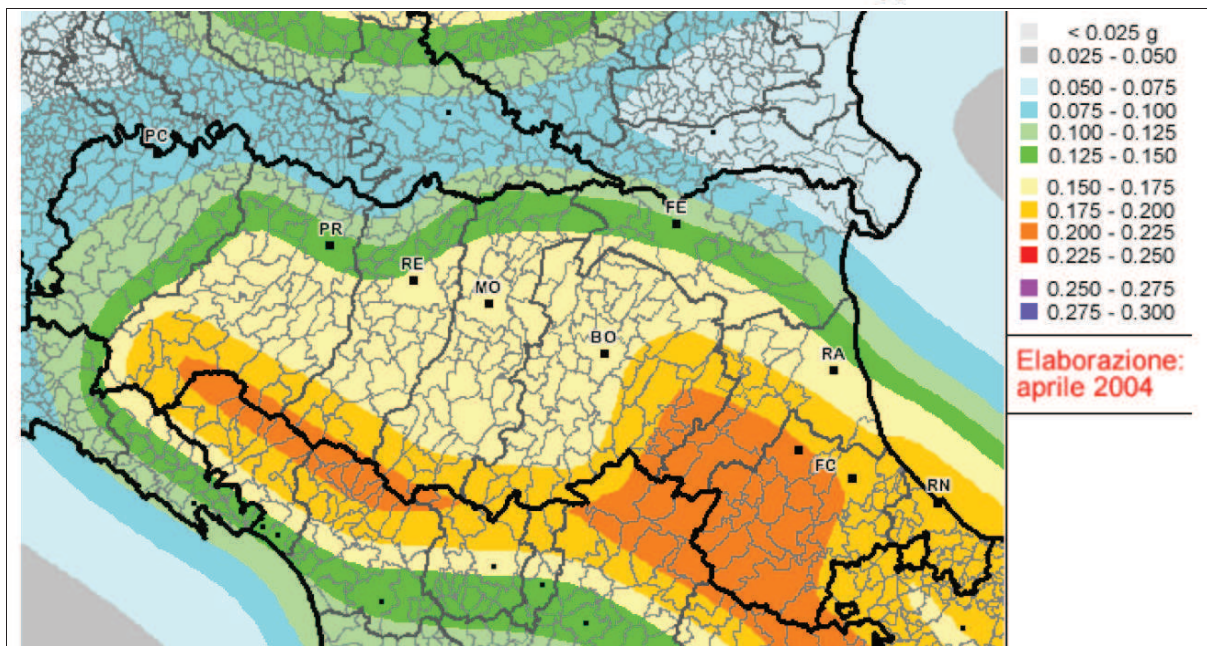 PC
PR
RE
MO
BO
FE
RA
FC
RN
< 0.025 g
0.025 - 0.050
0.050 - 0.075
0.075 - 0.100
0.100 - 0.125
0.125 - 0.150
0.150 - 0.175
0.175 - 0.200
0.200 - 0.225
0.225 - 0.250
0.250 - 0.275
0.275 - 0.300
Elaborazione:
aprile 2004